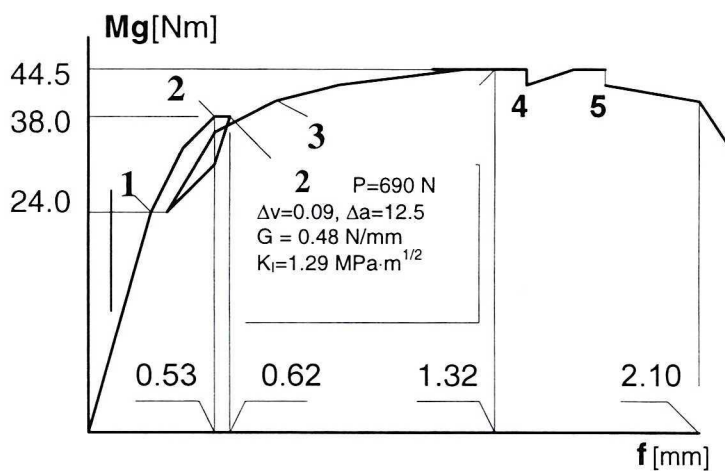 Mg[Nm]
44.5
2
38.0
4
5
3
1
2 P=690 N
24.0
Δv=0.09, Δa=12.5
G = 0.48 N/mm
K_I=1.29 MPa·m^1/2
0.53
0.62
1.32
2.10
f [mm]